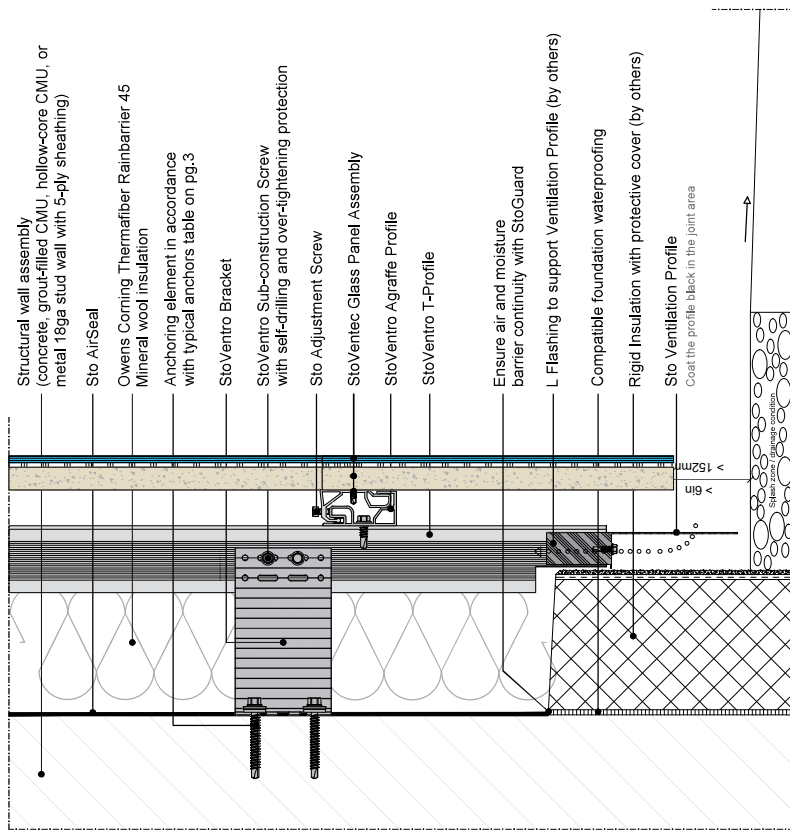 Structural wall assembly
(concrete, grout-filled CMU, hollow-core CMU, or
metal 18ga stud wall with 5-ply sheathing)
Sto AirSeal
Owens Corning Thermafiber Rainbarrier 45
Mineral wool insulation
Anchoring element in accordance
with typical anchors table on pg.3
StoVentro Bracket
StoVentro Sub-construction Screw
with self-drilling and over-tightening protection
Sto Adjustment Screw
StoVentec Glass Panel Assembly
StoVentro Agraffe Profile
StoVentro T-Profile
Ensure air and moisture
barrier continuity with StoGuard
L Flashing to support Ventilation Profile (by others)
Compatible foundation waterproofing
Rigid Insulation with protective cover (by others)
Sto Ventilation Profile
Coat the profile black in the joint area
> 6in
> 152mm
Splash zone / drainage condition